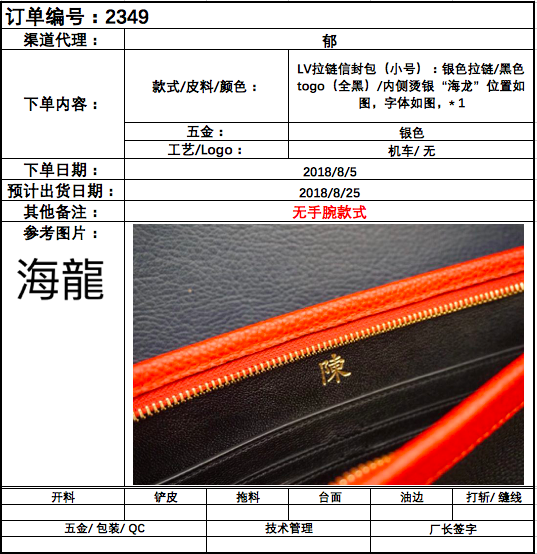 订单编号：2349
渠道代理：
郁
下单内容：
款式/皮料/颜色：
LV拉链信封包（小号）：银色拉链/黑色
togo（全黑）/内侧烫银“海龙”位置如
图，字体如图，* 1
五金：
银色
工艺/Logo：
机车/ 无
下单日期：
2018/8/5
预计出货日期：
2018/8/25
其他备注：
无手腕款式
参考图片：
海龍
陳
开料
铲皮
拖料
台面
油边
打斩/ 缝线
五金/ 包装/ QC
技术管理
厂长签字